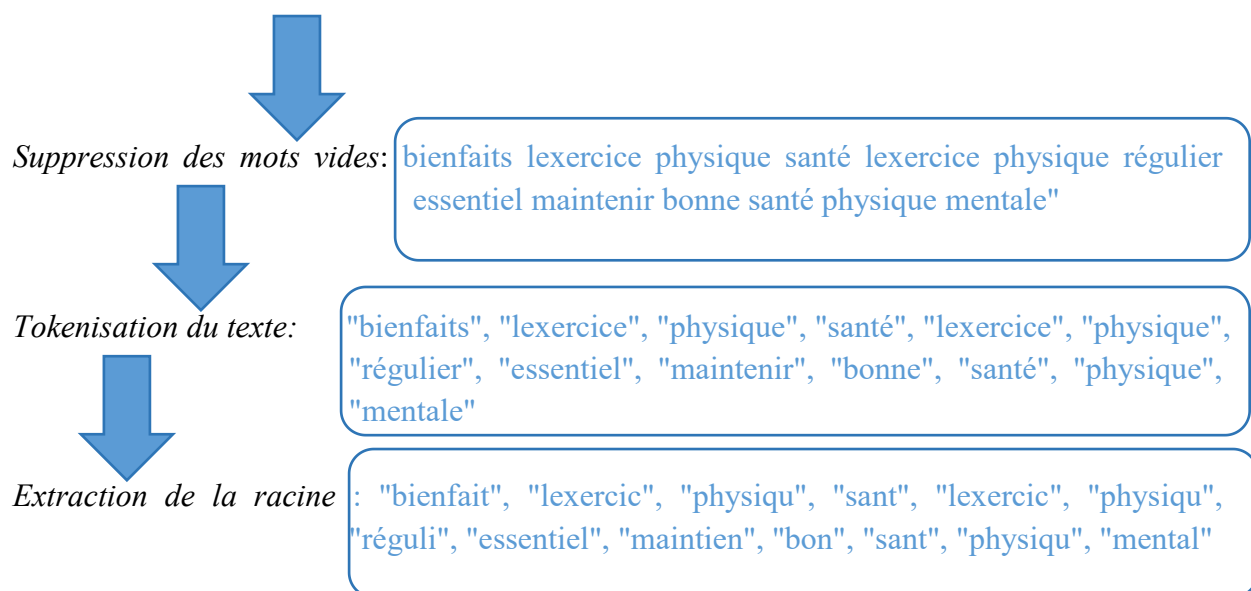 Suppression des mots vides: bienfaits lexercice physique santé lexercice physique régulier
essentiel maintenir bonne santé physique mentale"
Tokenisation du texte: "bienfaits", "lexercice", "physique", "santé", "lexercice", "physique",
"régulier", "essentiel", "maintenir", "bonne", "santé", "physique",
"mentale"
Extraction de la racine : "bienfait", "lexercic", "physiqu", "sant", "lexercic", "physiqu",
"réguli", "essentiel", "maintien", "bon", "sant", "physiqu", "mental"